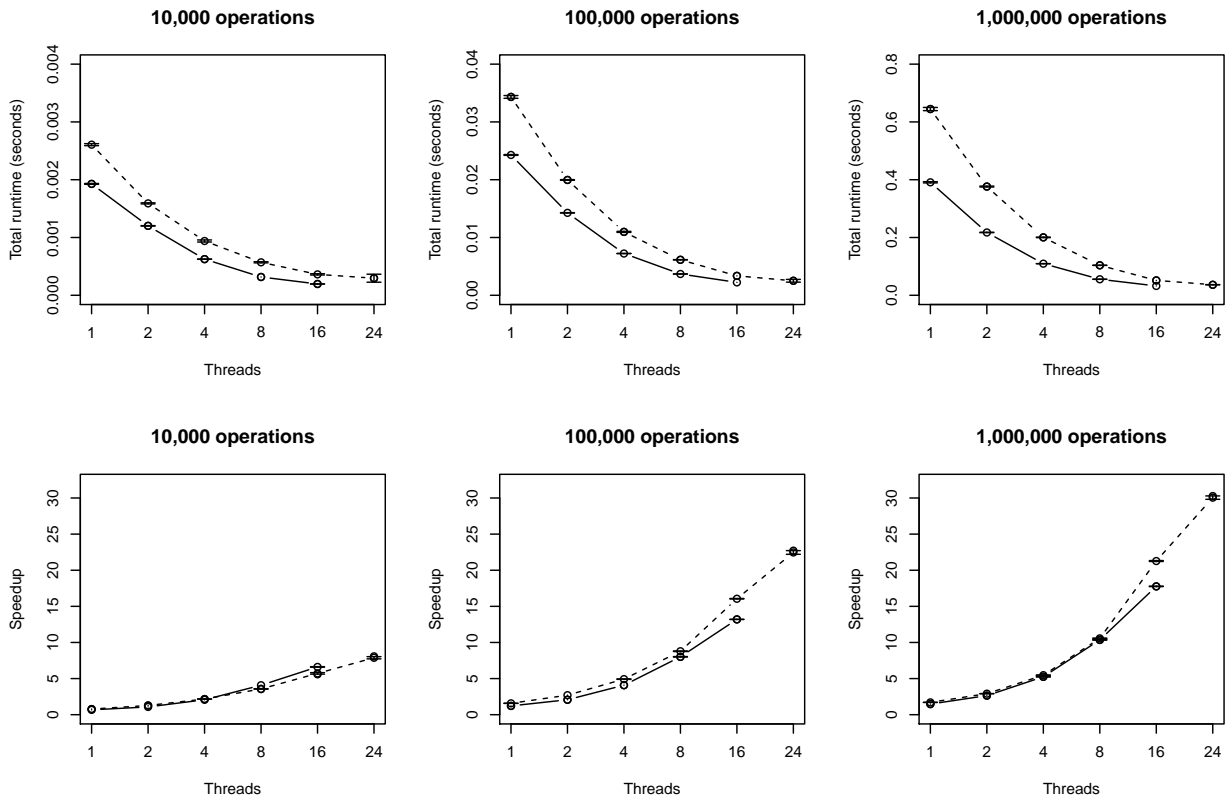 10,000 operations
Total runtime (seconds)
0.004
0.003
0.002
0.001
0.000
1 2 4 8 16 24
Threads
100,000 operations
Total runtime (seconds)
0.04
0.03
0.02
0.01
0.00
1 2 4 8 16 24
Threads
1,000,000 operations
Total runtime (seconds)
0.8
0.6
0.4
0.2
0.0
1 2 4 8 16 24
Threads
10,000 operations
Speedup
30
25
20
15
10
5
0
1 2 4 8 16 24
Threads
100,000 operations
Speedup
30
25
20
15
10
5
0
1 2 4 8 16 24
Threads
1,000,000 operations
Speedup
30
25
20
15
10
5
0
1 2 4 8 16 24
Threads